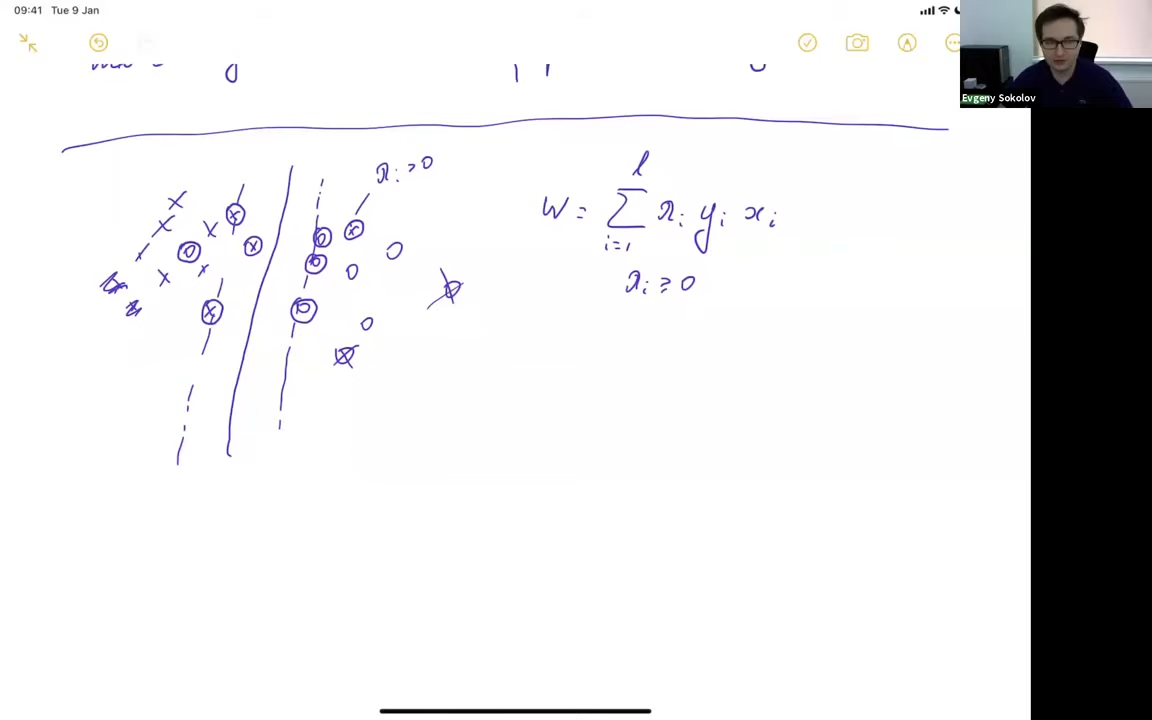 09:41 Tue 9 Jan
Evgeny Sokolov
λi > 0
w = ∑_{i=1}^{l} λi yi xi
λi ≥ 0